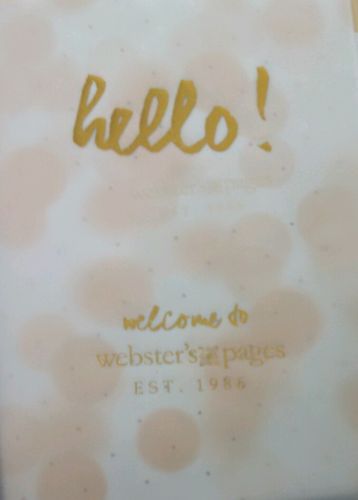 hello!
welcome to
webster's pages
EST. 1986